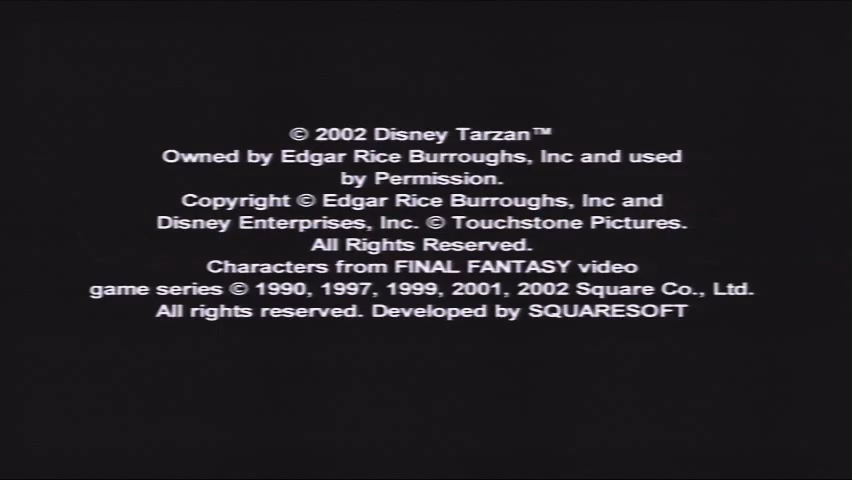 © 2002 Disney Tarzan™
Owned by Edgar Rice Burroughs, Inc and used
by Permission.
Copyright © Edgar Rice Burroughs, Inc and
Disney Enterprises, Inc. © Touchstone Pictures.
All Rights Reserved.
Characters from FINAL FANTASY video
game series © 1990, 1997, 1999, 2001, 2002 Square Co., Ltd.
All rights reserved. Developed by SQUARESOFT